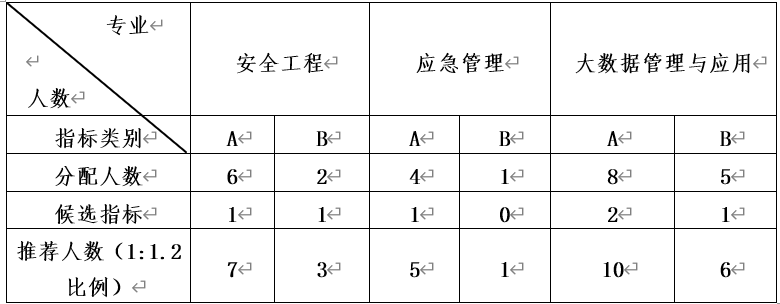 专业
人数
安全工程 应急管理 大数据管理与应用
指标类别 A B A B A B
分配人数 6 2 4 1 8 5
候选指标 1 1 1 0 2 1
推荐人数（1:1.2
比例） 7 3 5 1 10 6